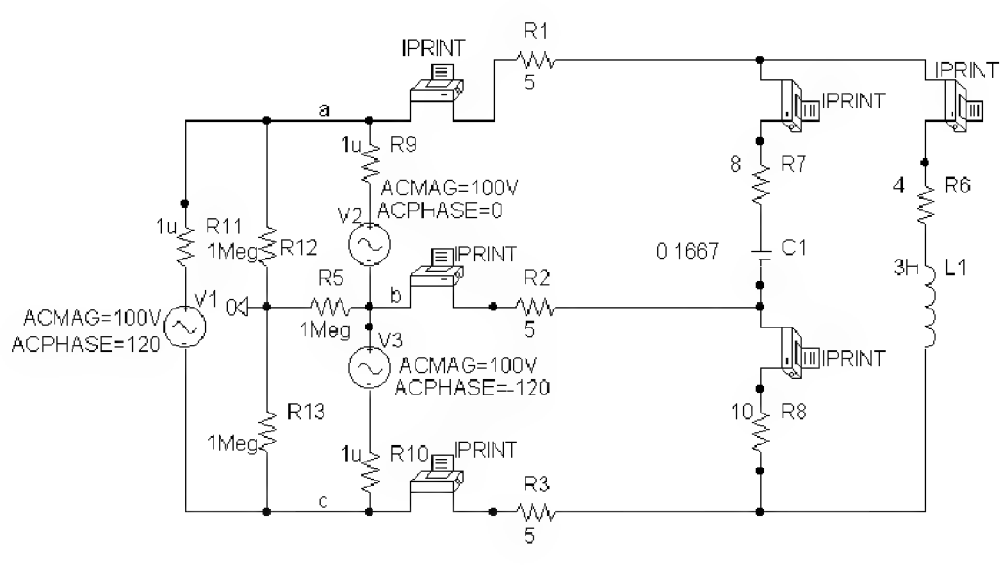 R1
IPRINT
5
IPRINT
IPRINT
a
1u
R9
8
R7
4
R6
ACMAG=100V
ACPHASE=0
1u
R11
1Meg
R12
V2
IPRINT
0 1667
C1
3H
L1
R5
b
R2
V1
0
1Meg
5
ACMAG=100V
ACPHASE=120
V3
IPRINT
ACMAG=100V
ACPHASE=-120
R13
10
R8
1Meg
1u
R10
IPRINT
R3
c
5